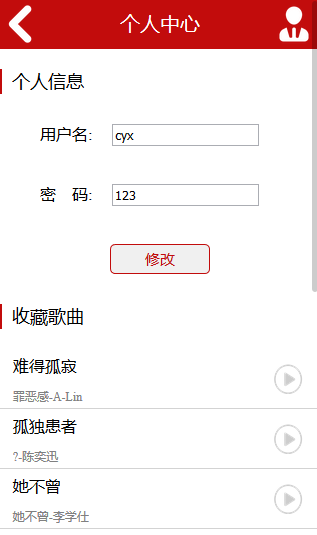 个人中心
个人信息
用户名: cyx
密 码: 123
修改
收藏歌曲
难得孤寂
罪恶感-A-Lin
孤独患者
?-陈奕迅
她不曾
她不曾-李学仕